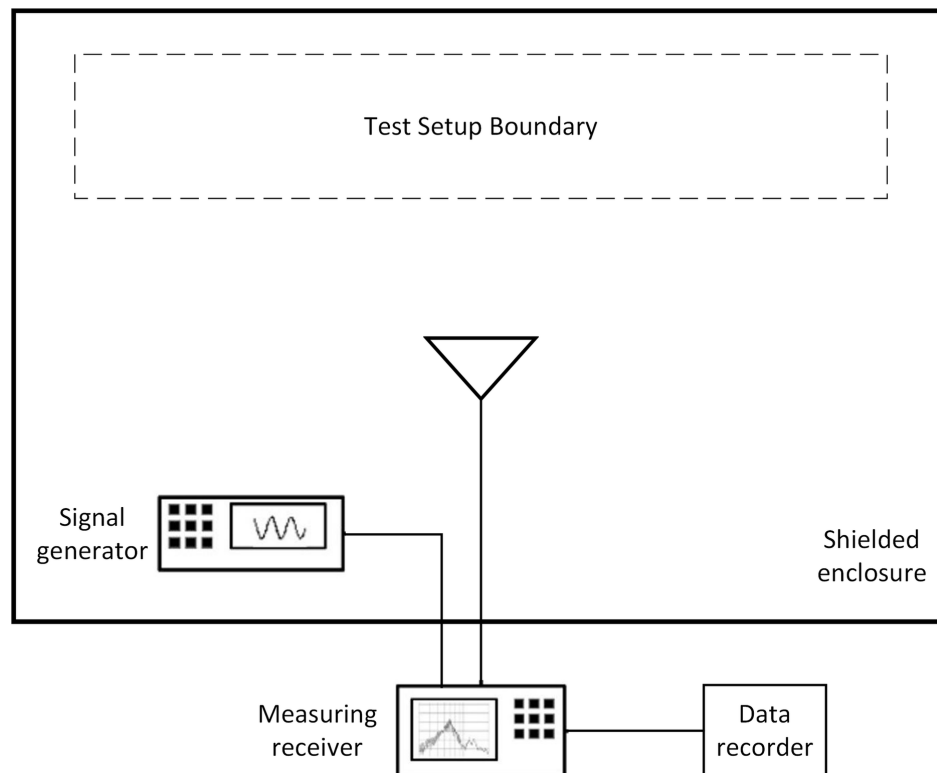 Test Setup Boundary
Signal
generator
Shielded
enclosure
Measuring
receiver
Data
recorder